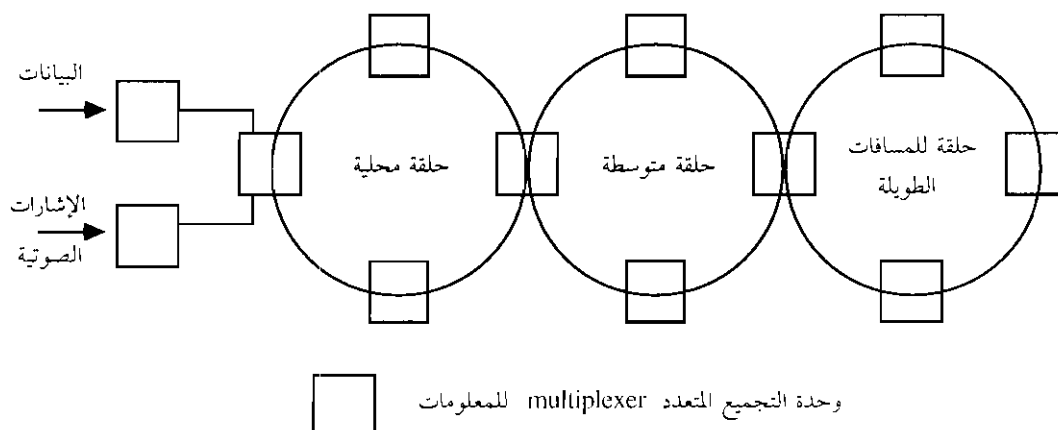 البيانات
الإشارات
الصوتية
حلقة محلية
حلقة متوسطة
حلقة للمسافات
الطويلة
وحدة التجميع المتعدد multiplexer للمعلومات